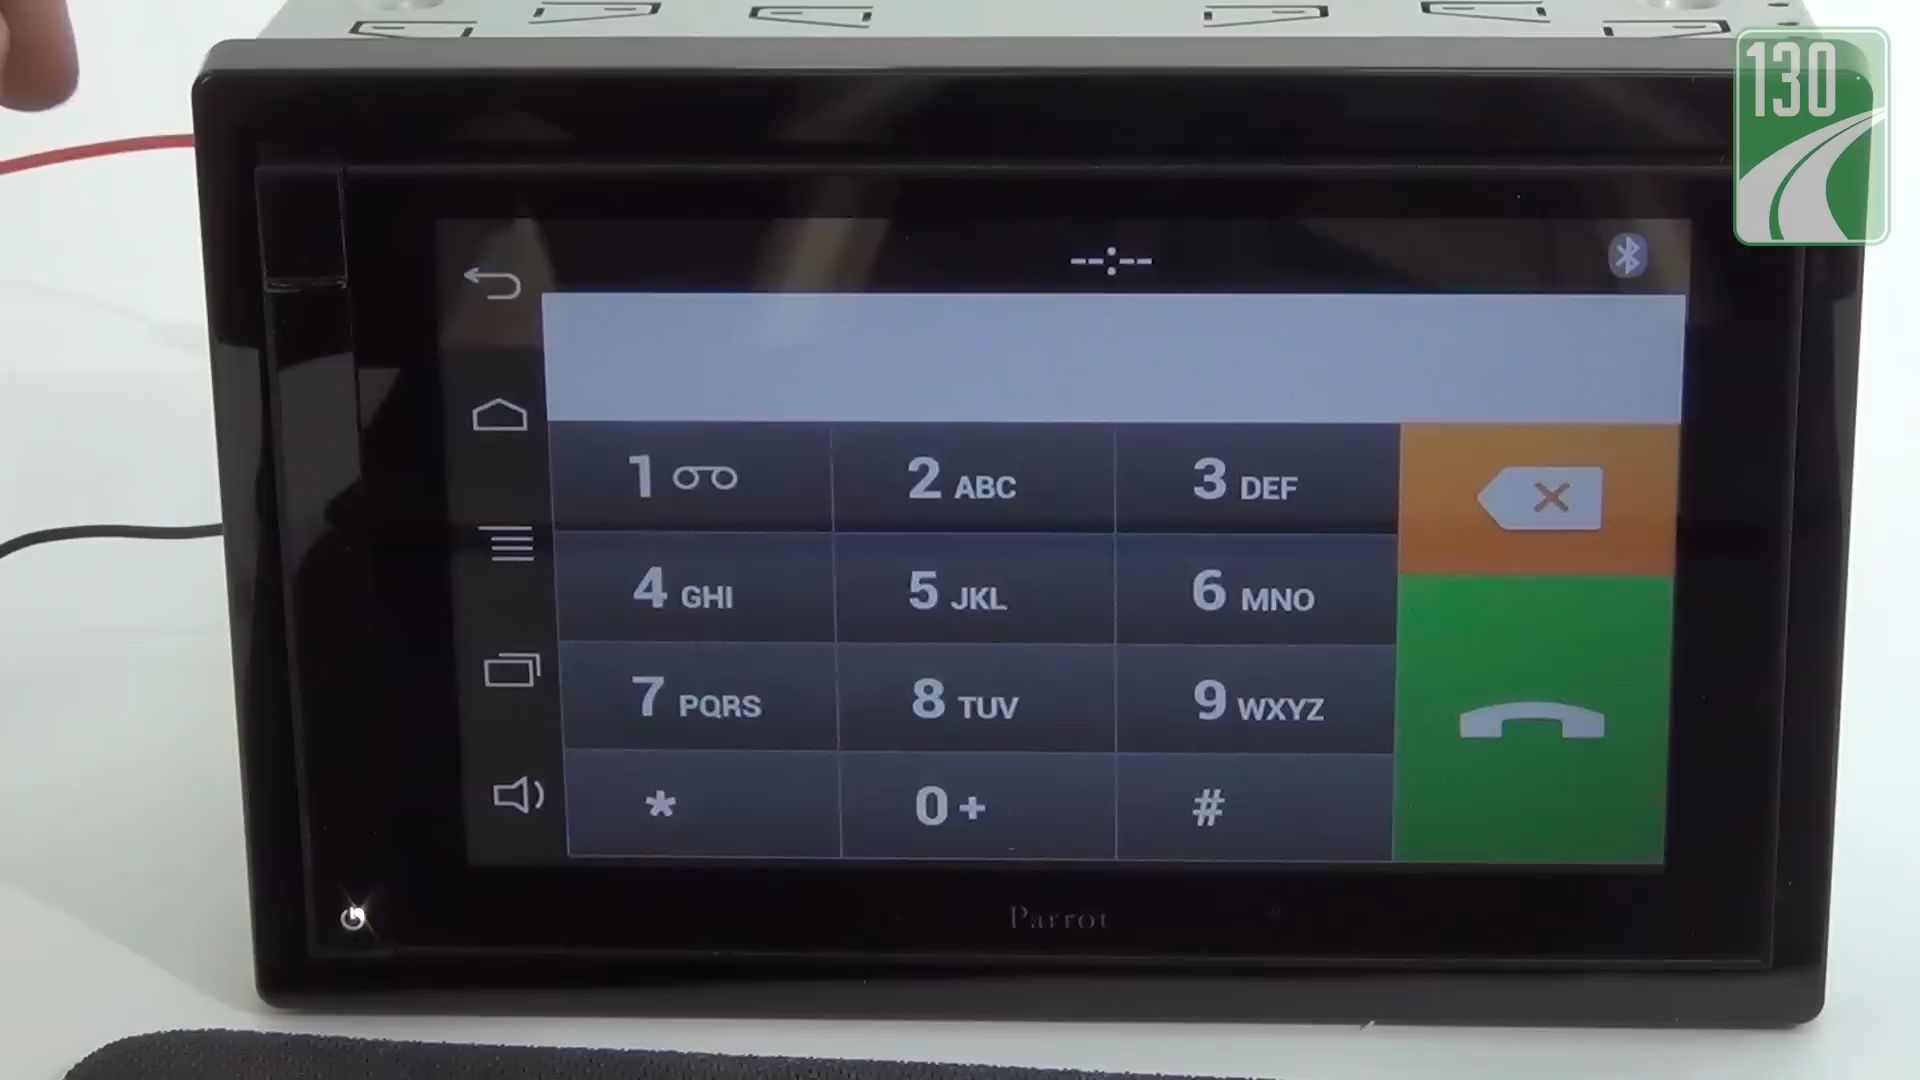 130
--:--
1
2 ABC
3 DEF
4 GHI
5 JKL
6 MNO
7 PQRS
8 TUV
9 WXYZ
*
0 +
#
Parrot